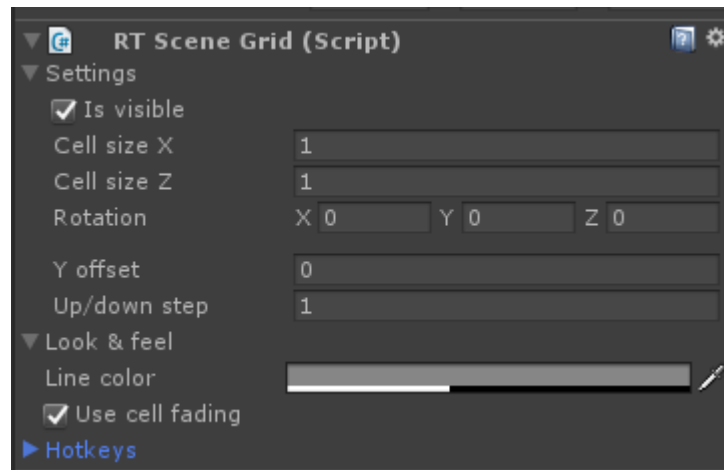 RT Scene Grid (Script)
Settings
Is visible
Cell size X 1
Cell size Z 1
Rotation X 0 Y 0 Z 0
Y offset 0
Up/down step 1
Look & feel
Line color
Use cell fading
Hotkeys